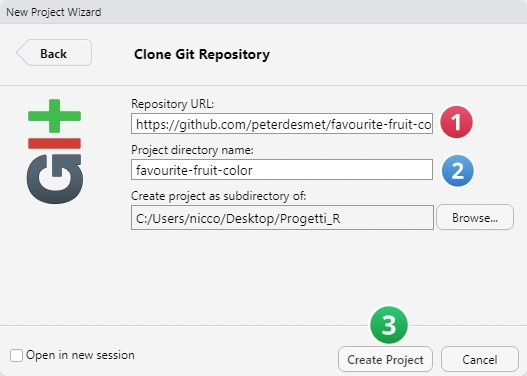 New Project Wizard
Back
Clone Git Repository
Git
Repository URL:
https://github.com/peterdesmet/favourite-fruit-co
1
Project directory name:
favourite-fruit-color
2
Create project as subdirectory of:
C:/Users/nicco/Desktop/Progetti_R
Browse...
3
Open in new session
Create Project
Cancel